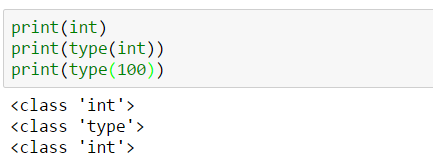 print(int)
print(type(int))
print(type(100))
<class 'int'>
<class 'type'>
<class 'int'>